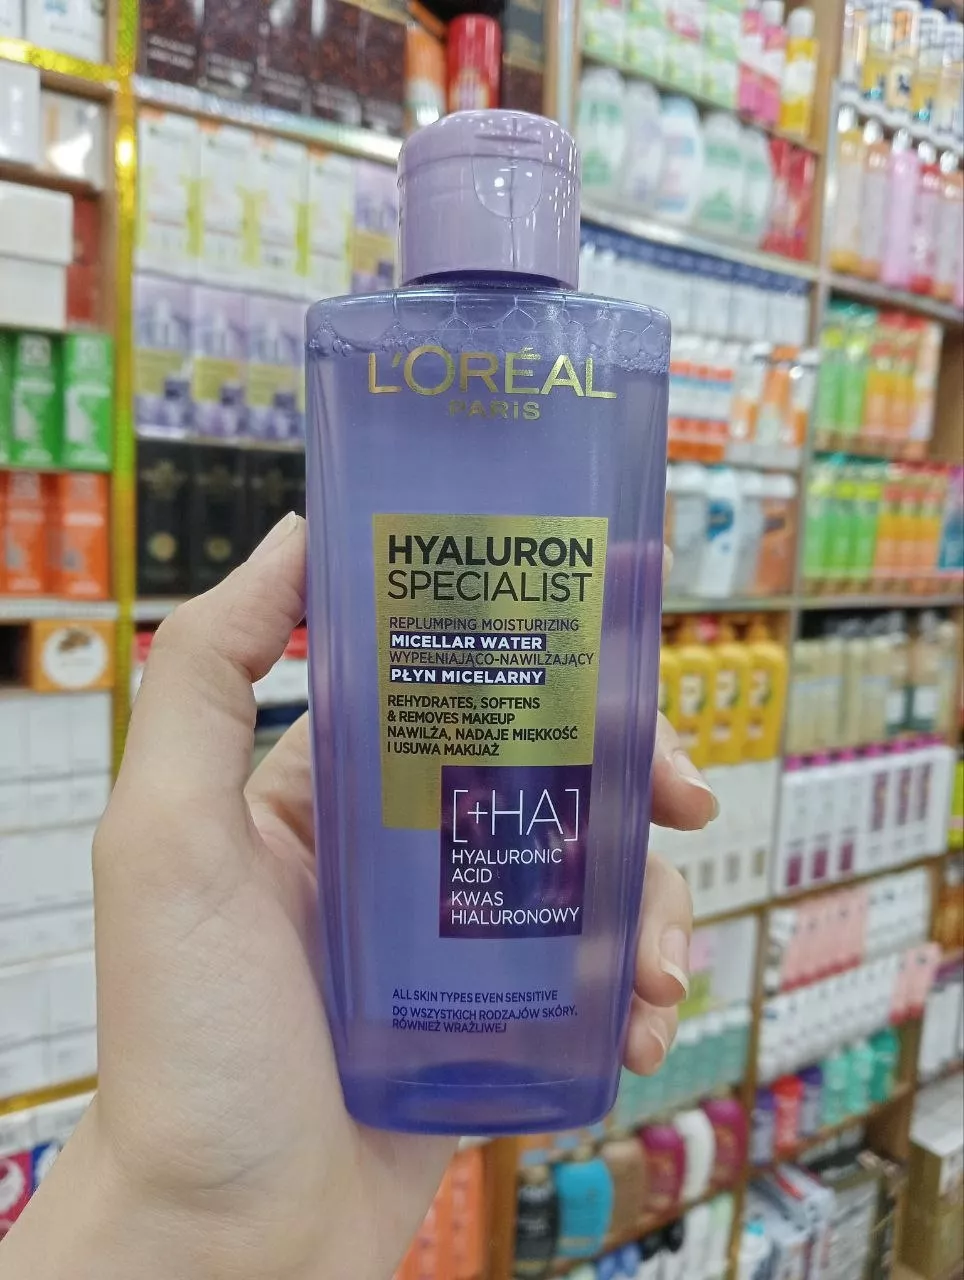 L'ORÉAL
PARIS
HYALURON
SPECIALIST
REPLUMPING MOISTURIZING
MICELLAR WATER
WYPEŁNIAJĄCO-NAWILŻAJĄCY
PŁYN MICELARNY
REHYDRATES, SOFTENS
& REMOVES MAKEUP
NAWILŻA, NADAJE MIĘKKOŚĆ
I USUWA MAKIJAŻ
[+HA]
HYALURONIC
ACID
KWAS
HIALURONOWY
ALL SKIN TYPES EVEN SENSITIVE
DO WSZYSTKICH RODZAJÓW SKÓRY,
RÓWNIEŻ WRAŻLIWEJ